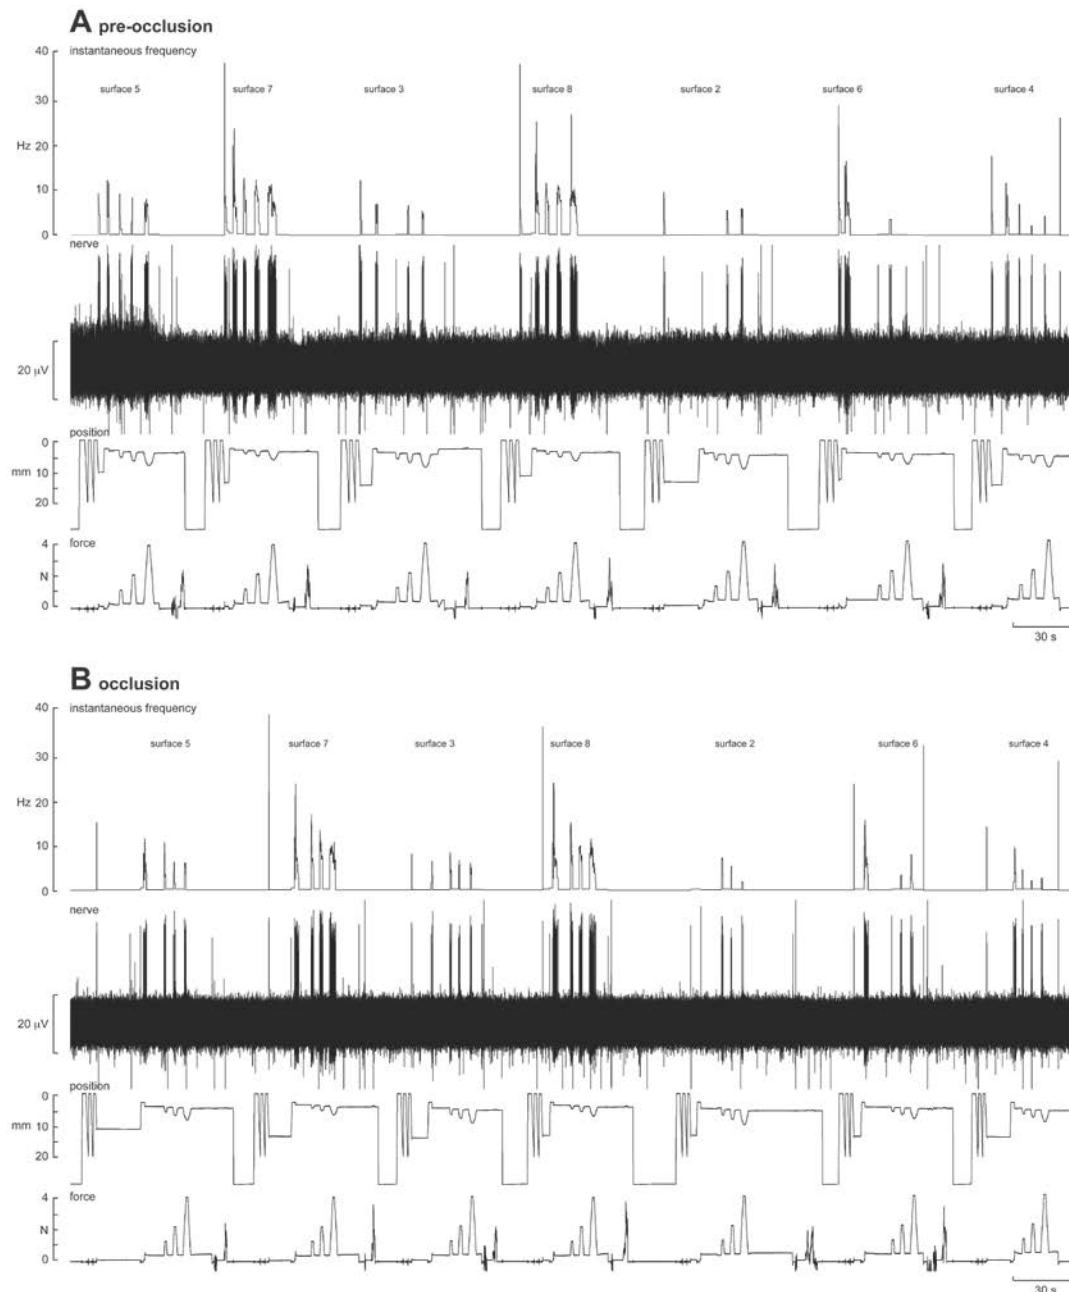 A pre-occlusion
instantaneous frequency
40
30
Hz 20
10
0
surface 5 surface 7 surface 3 surface 8 surface 2 surface 6 surface 4
nerve
20 μV
position
0
mm 10
20
force
4
N
0
30 s
B occlusion
instantaneous frequency
40
30
Hz 20
10
0
surface 5 surface 7 surface 3 surface 8 surface 2 surface 6 surface 4
nerve
20 μV
position
0
mm 10
20
force
4
N
0
30 s